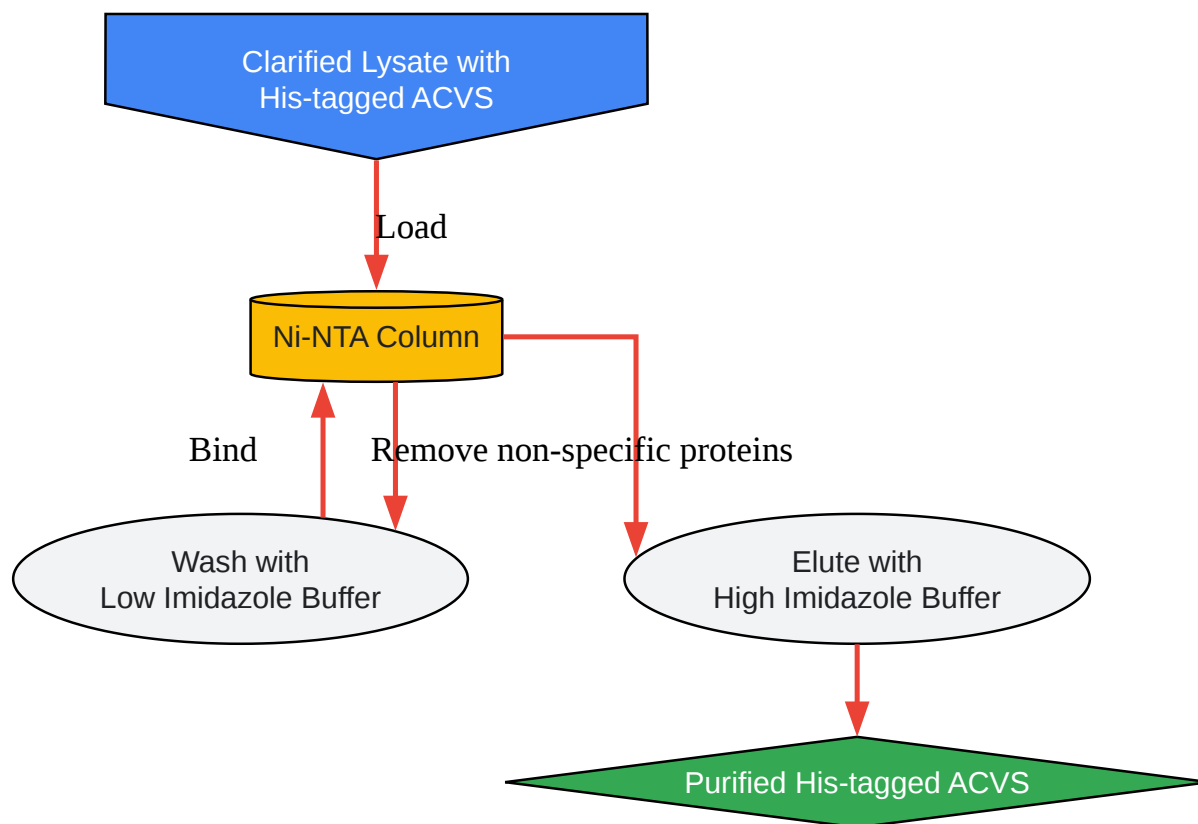 Clarified Lysate with
His-tagged ACVS
Load
Ni-NTA Column
Bind
Remove non-specific proteins
Wash with
Low Imidazole Buffer
Elute with
High Imidazole Buffer
Purified His-tagged ACVS